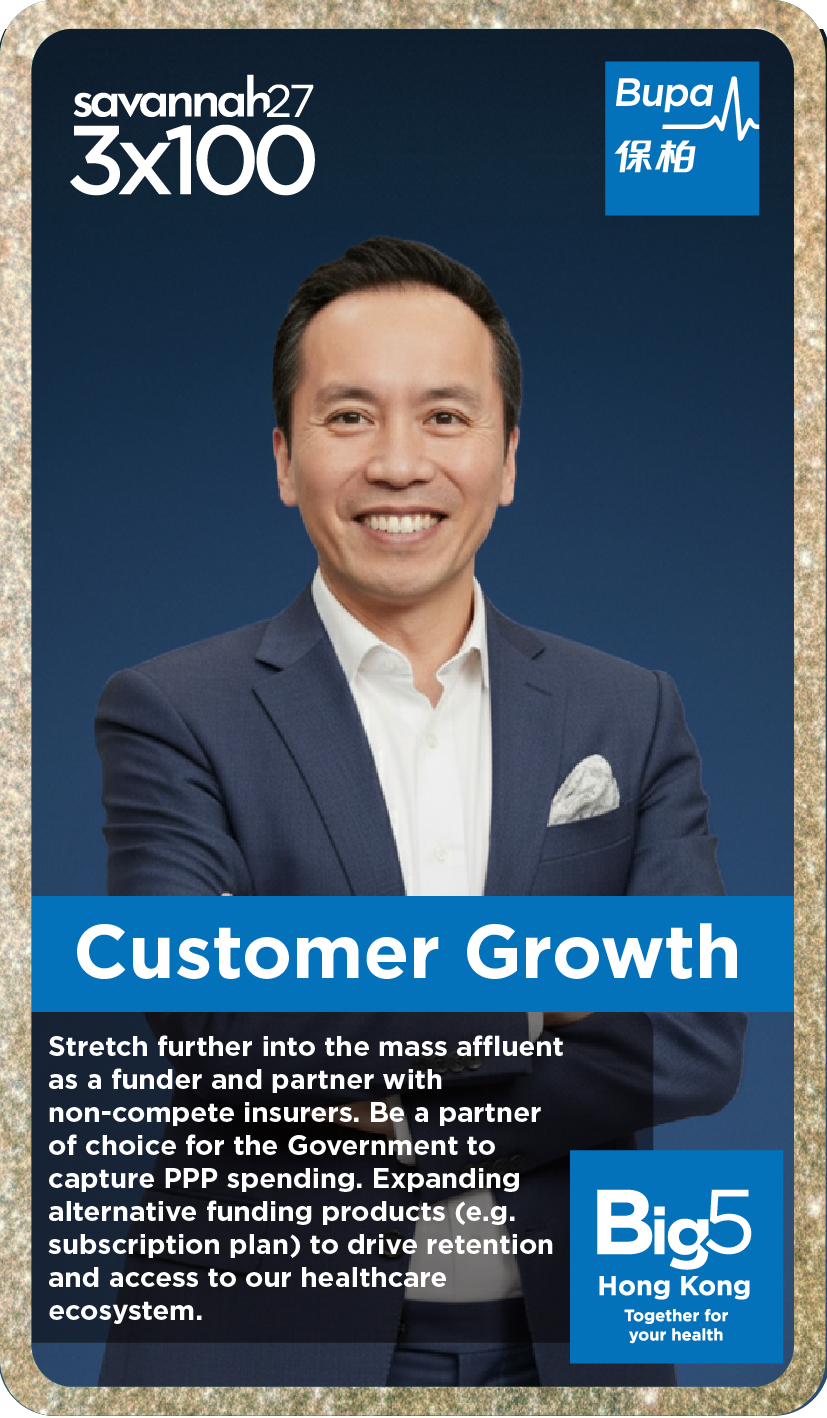 savannah27
3x100
Bupa
保柏
Customer Growth
Stretch further into the mass affluent
as a funder and partner with
non-compete insurers. Be a partner
of choice for the Government to
capture PPP spending. Expanding
alternative funding products (e.g.
subscription plan) to drive retention
and access to our healthcare
ecosystem.
Big5
Hong Kong
Together for
your health